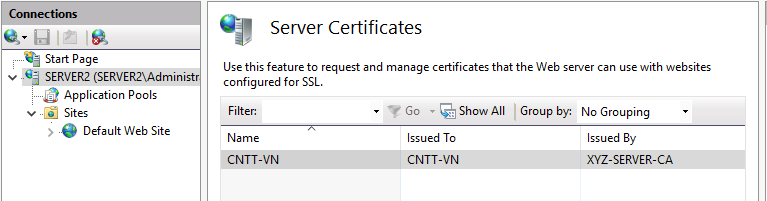 Connections
Start Page
SERVER2 (SERVER2\Administra
Application Pools
Sites
Default Web Site
Server Certificates
Use this feature to request and manage certificates that the Web server can use with websites
configured for SSL.
Filter: Go Show All Group by: No Grouping
Name Issued To Issued By
CNTT-VN CNTT-VN XYZ-SERVER-CA